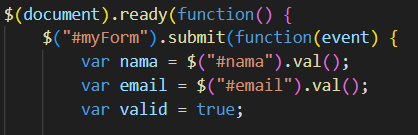 $(document).ready(function() {
    $("#myForm").submit(function(event) {
        var nama = $("#nama").val();
        var email = $("#email").val();
        var valid = true;